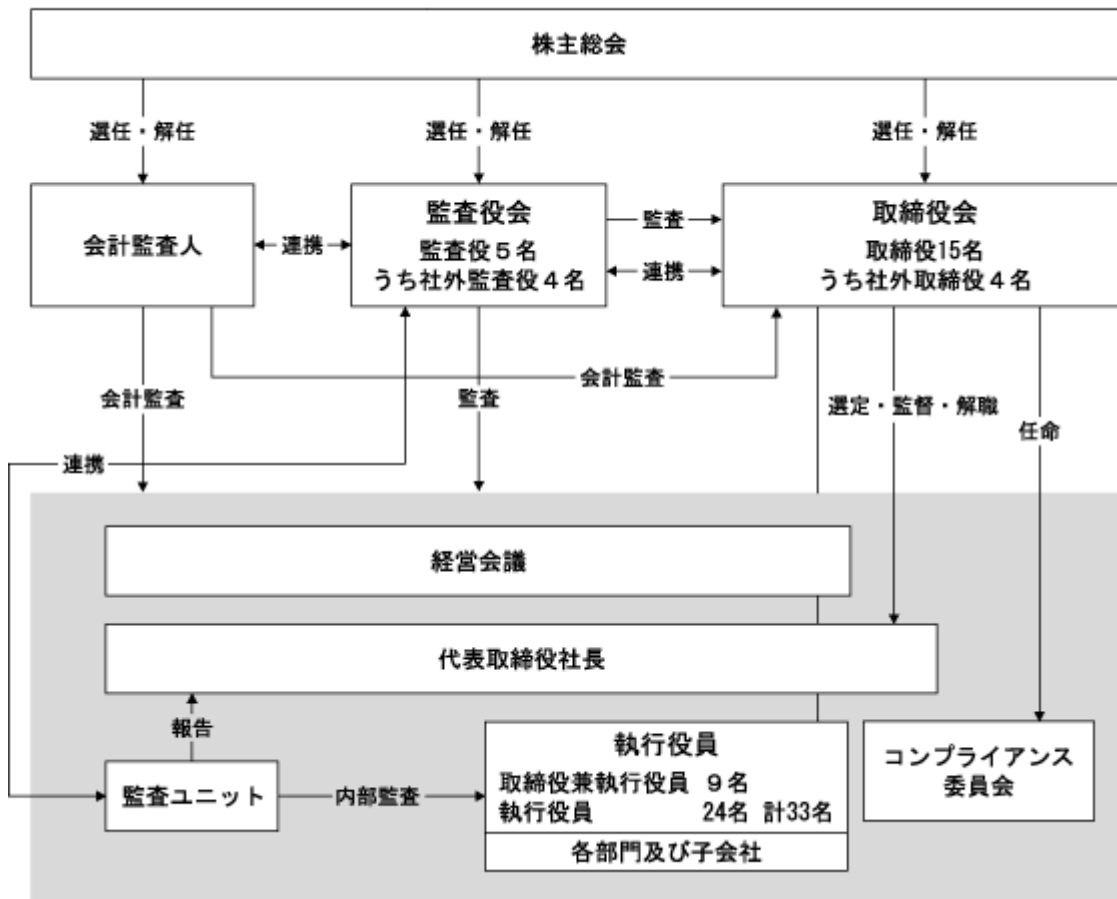 株主総会
選任・解任
選任・解任
選任・解任
会計監査人
連携
監査役会
監査役5名
うち社外監査役4名
監査
連携
取締役会
取締役15名
うち社外取締役4名
会計監査
会計監査
監査
選定・監督・解職
任命
連携
経営会議
代表取締役社長
報告
監査ユニット
内部監査
執行役員
取締役兼執行役員 9名
執行役員 24名 計33名
各部門及び子会社
コンプライアンス
委員会